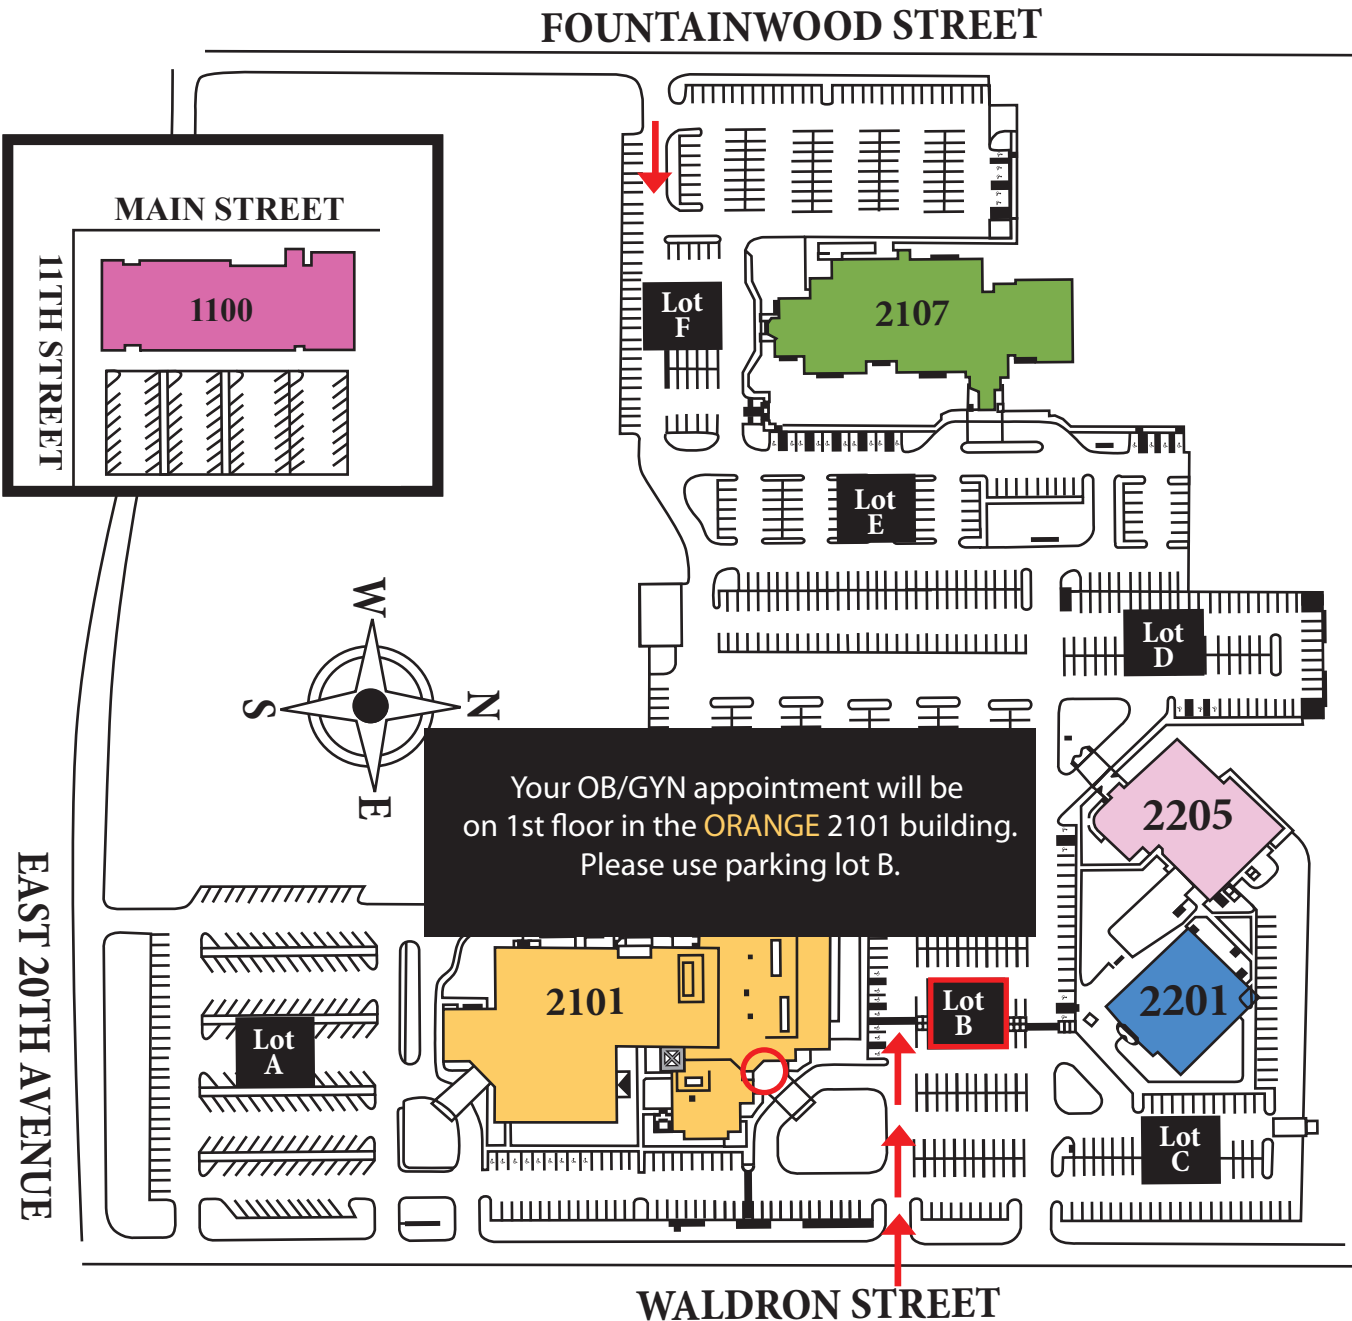 FOUNTAINWOOD STREET
MAIN STREET
11TH STREET
1100
Lot
F
2107
Lot
E
Lot
D
W
S
N
E
Your OB/GYN appointment will be
on 1st floor in the ORANGE 2101 building.
Please use parking lot B.
2205
EAST 20TH AVENUE
2101
Lot
B
2201
Lot
A
Lot
C
WALDRON STREET